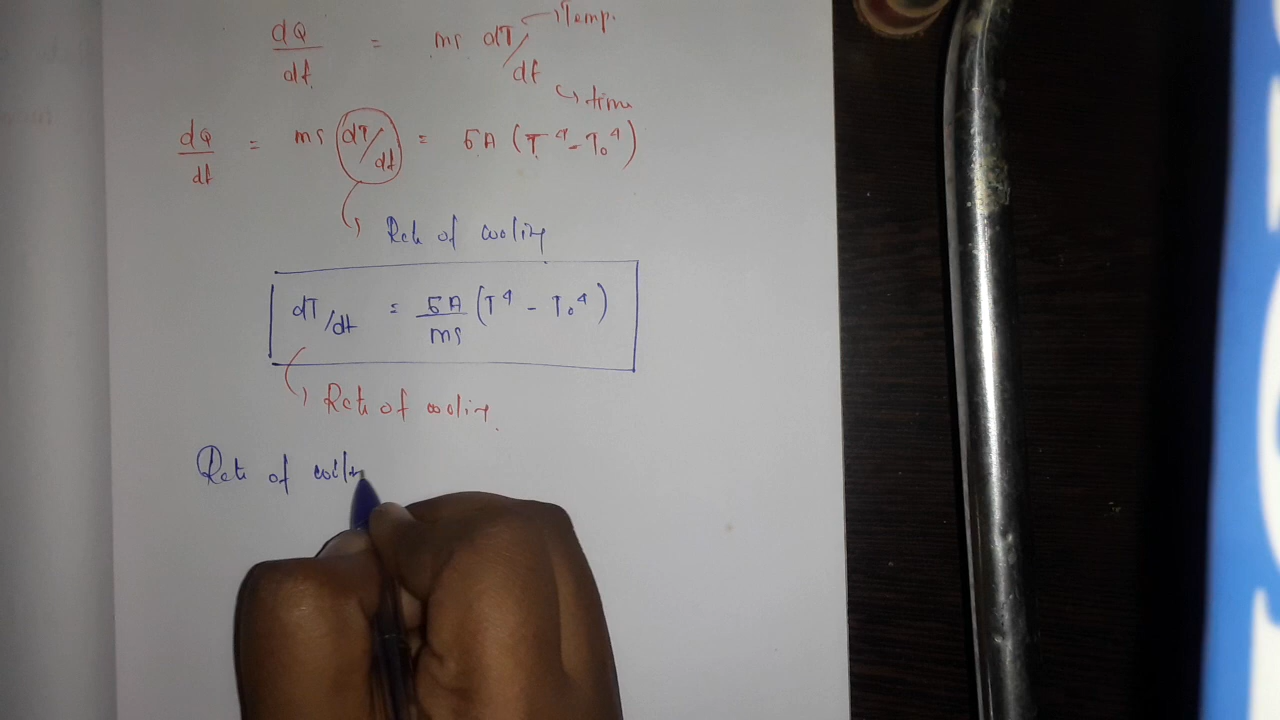 dQ/dt = ms dT/dt → Temp.
→ time
dQ/dt = ms dT/dt = σA (T⁴ - T₀⁴)
Rate of cooling
dT/dt = σA/ms (T⁴ - T₀⁴)
Rate of cooling.
Rate of